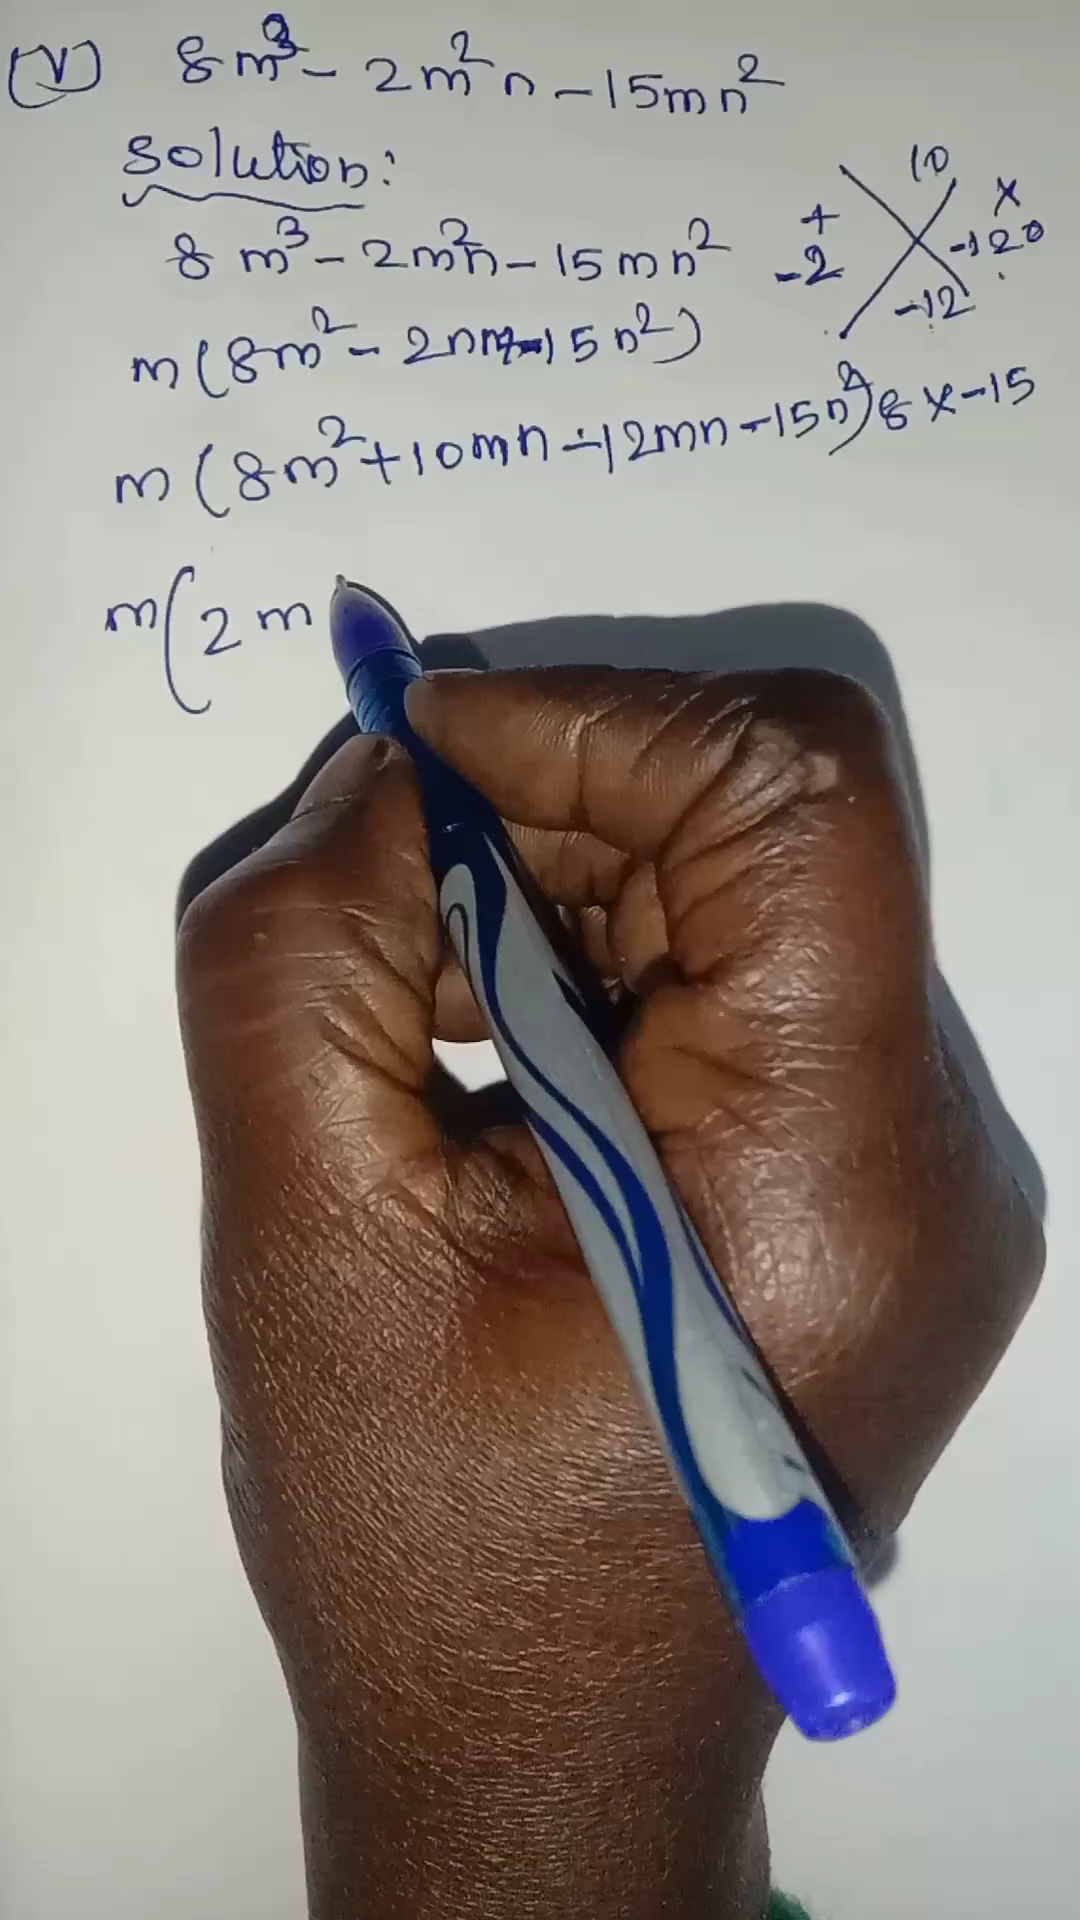 (V) 8m³ - 2m²n - 15mn²
Solution:
8m³ - 2m²n - 15mn²
m(8m² - 2nm - 15n²)
m(8m² + 10mn - 12mn - 15n²)
m(2m
10
+ ×
-2 -120
-12
8 × -15